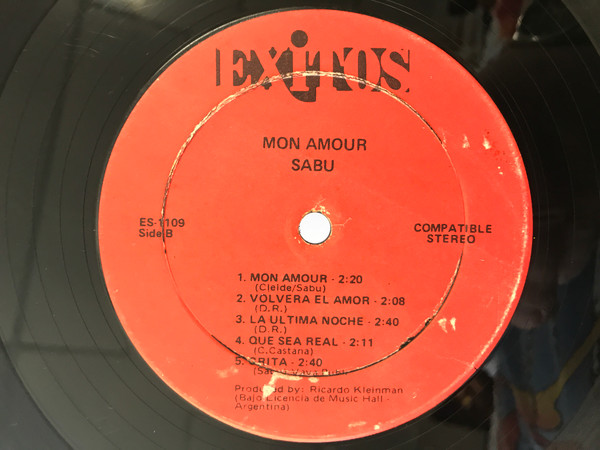 EXiTOS
MON AMOUR
SABU
ES-1109
Side B
COMPATIBLE
STEREO
1. MON AMOUR - 2:20
(Cleide/Sabu)
2. VOLVERA EL AMOR - 2:08
(D.R.)
3. LA ULTIMA NOCHE - 2:40
(D.R.)
4. QUE SEA REAL - 2:11
(C.Castana)
5. GRITA - 2:40
Produced by: Ricardo Kleinman
(Bajo Licencia de Music Hall -
Argentina)